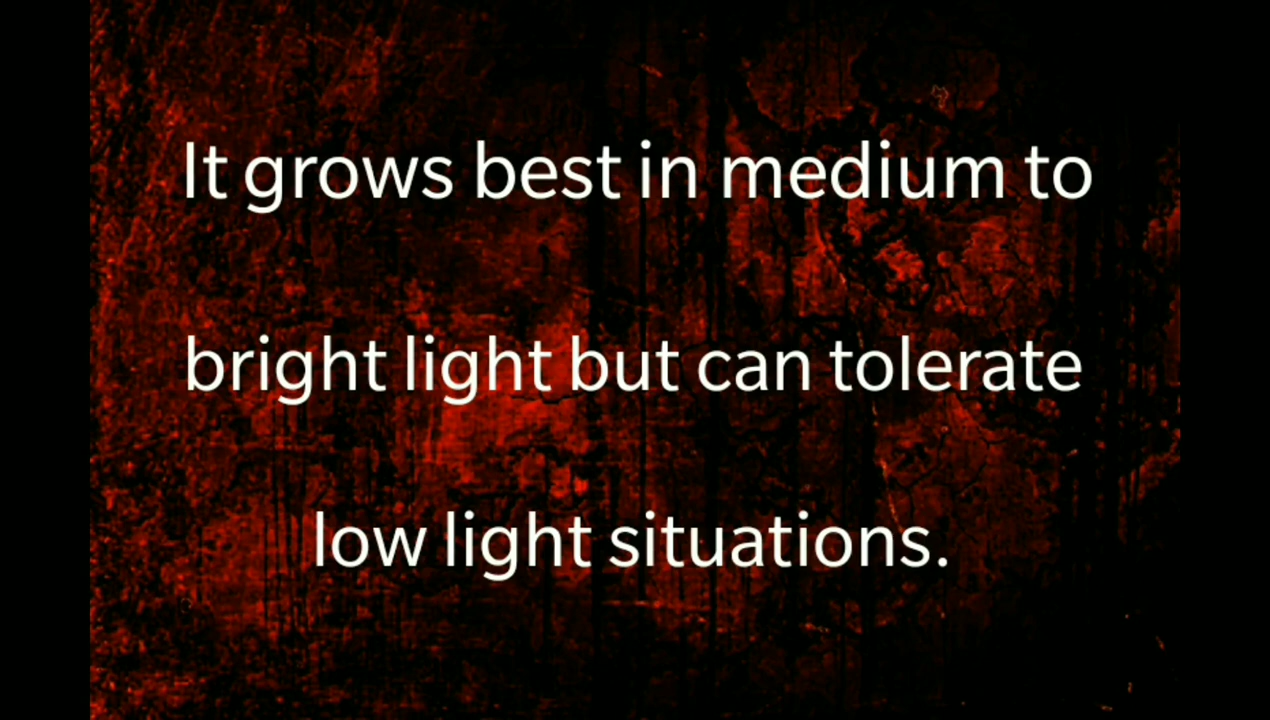 It grows best in medium to
bright light but can tolerate
low light situations.